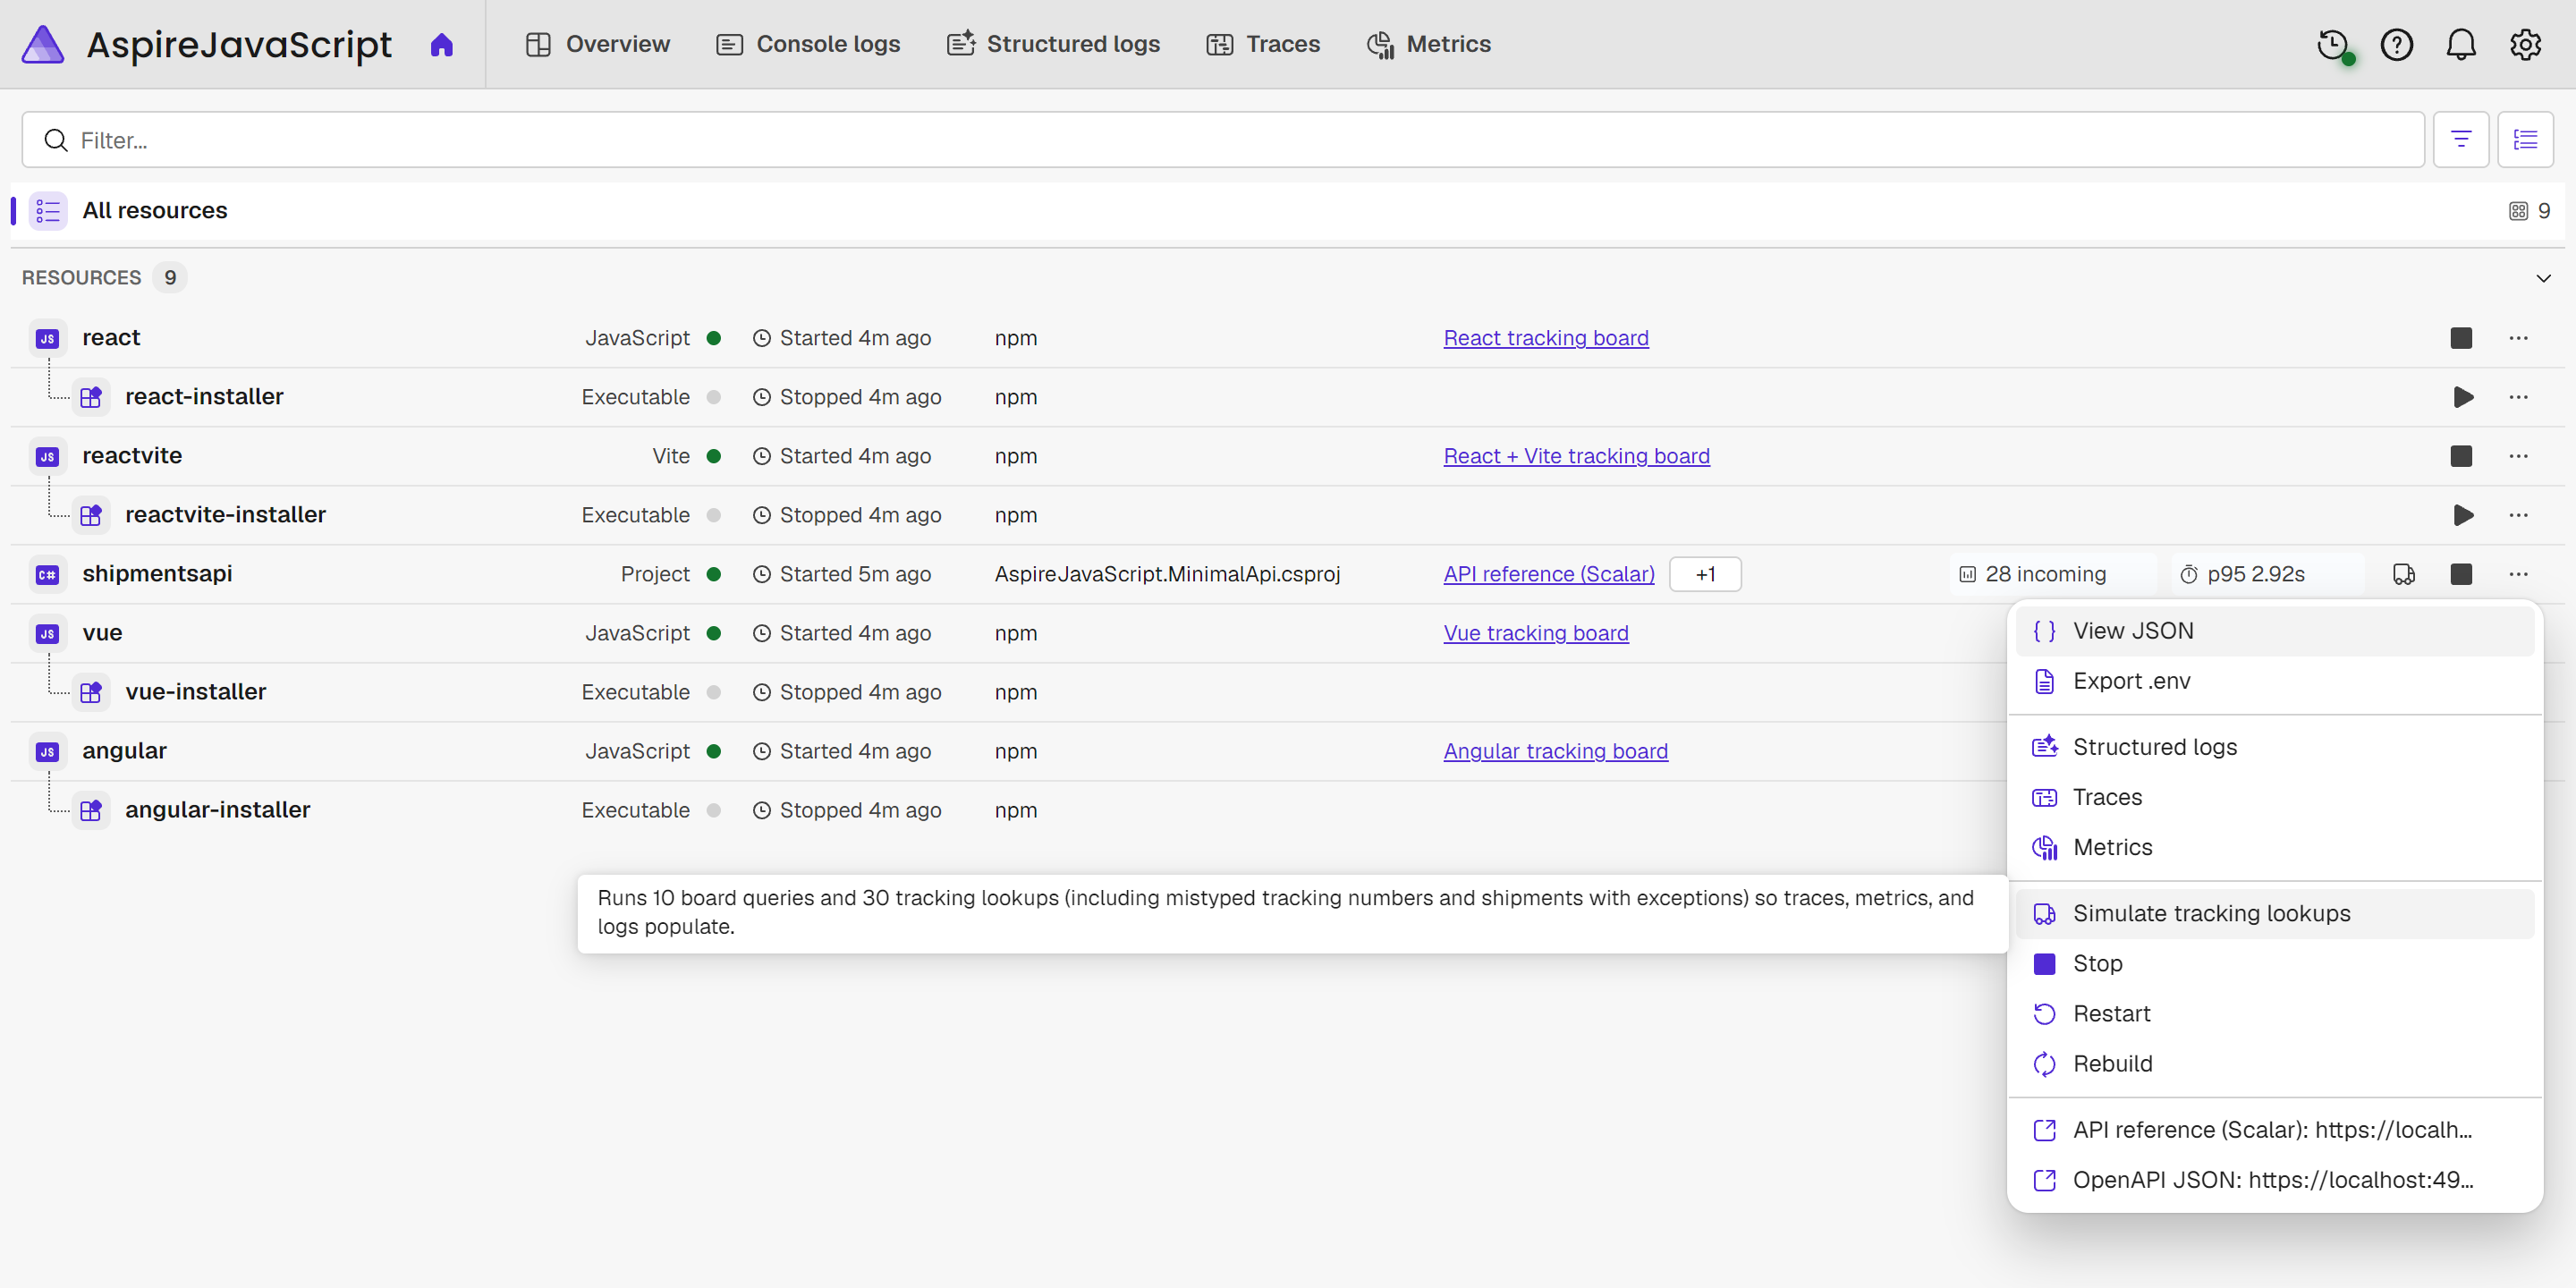 AspireJavaScript
Overview
Console logs
Structured logs
Traces
Metrics
Filter...
All resources
9
RESOURCES 9
JS react JavaScript Started 4m ago npm React tracking board
react-installer Executable Stopped 4m ago npm
JS reactvite Vite Started 4m ago npm React + Vite tracking board
reactvite-installer Executable Stopped 4m ago npm
C# shipmentsapi Project Started 5m ago AspireJavaScript.MinimalApi.csproj API reference (Scalar) +1 28 incoming p95 2.92s
JS vue JavaScript Started 4m ago npm Vue tracking board
vue-installer Executable Stopped 4m ago npm
JS angular JavaScript Started 4m ago npm Angular tracking board
angular-installer Executable Stopped 4m ago npm
Runs 10 board queries and 30 tracking lookups (including mistyped tracking numbers and shipments with exceptions) so traces, metrics, and
logs populate.
View JSON
Export .env
Structured logs
Traces
Metrics
Simulate tracking lookups
Stop
Restart
Rebuild
API reference (Scalar): https://localh...
OpenAPI JSON: https://localhost:49...